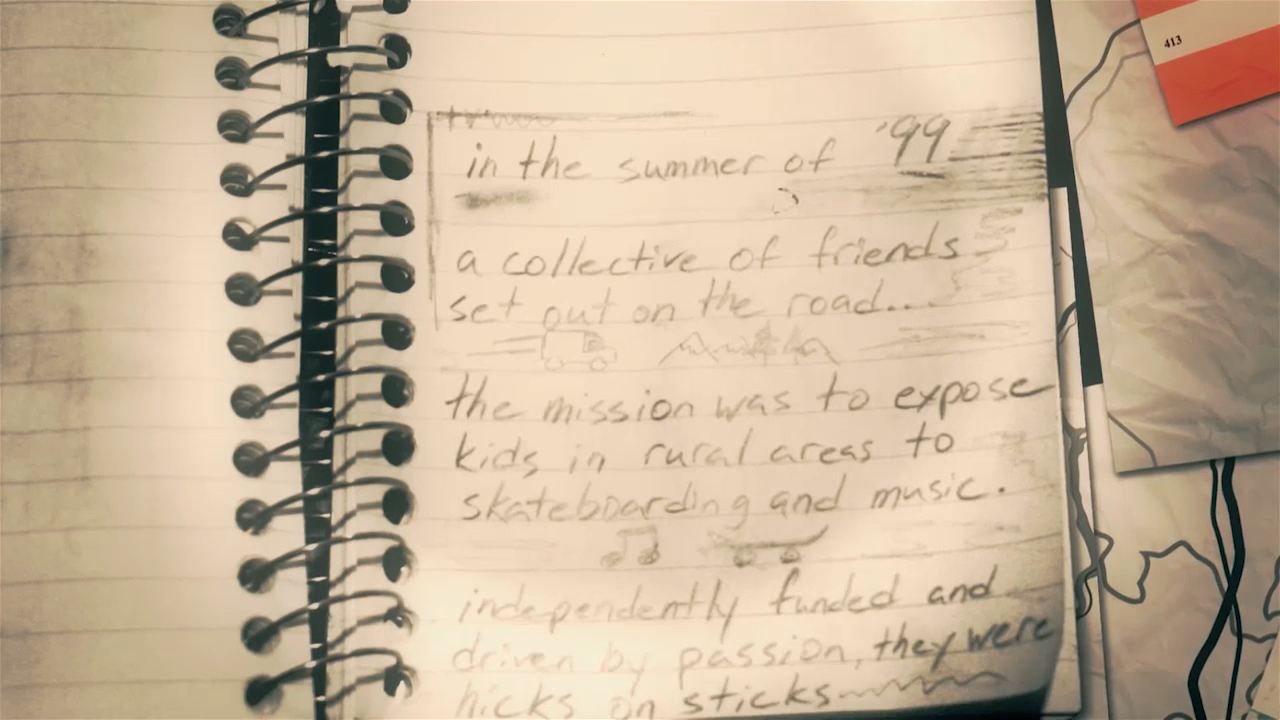 413
in the summer of '99
a collective of friends
set out on the road...
the mission was to expose
kids in rural areas to
skateboarding and music.
independently funded and
driven by passion, they were
hicks on sticks